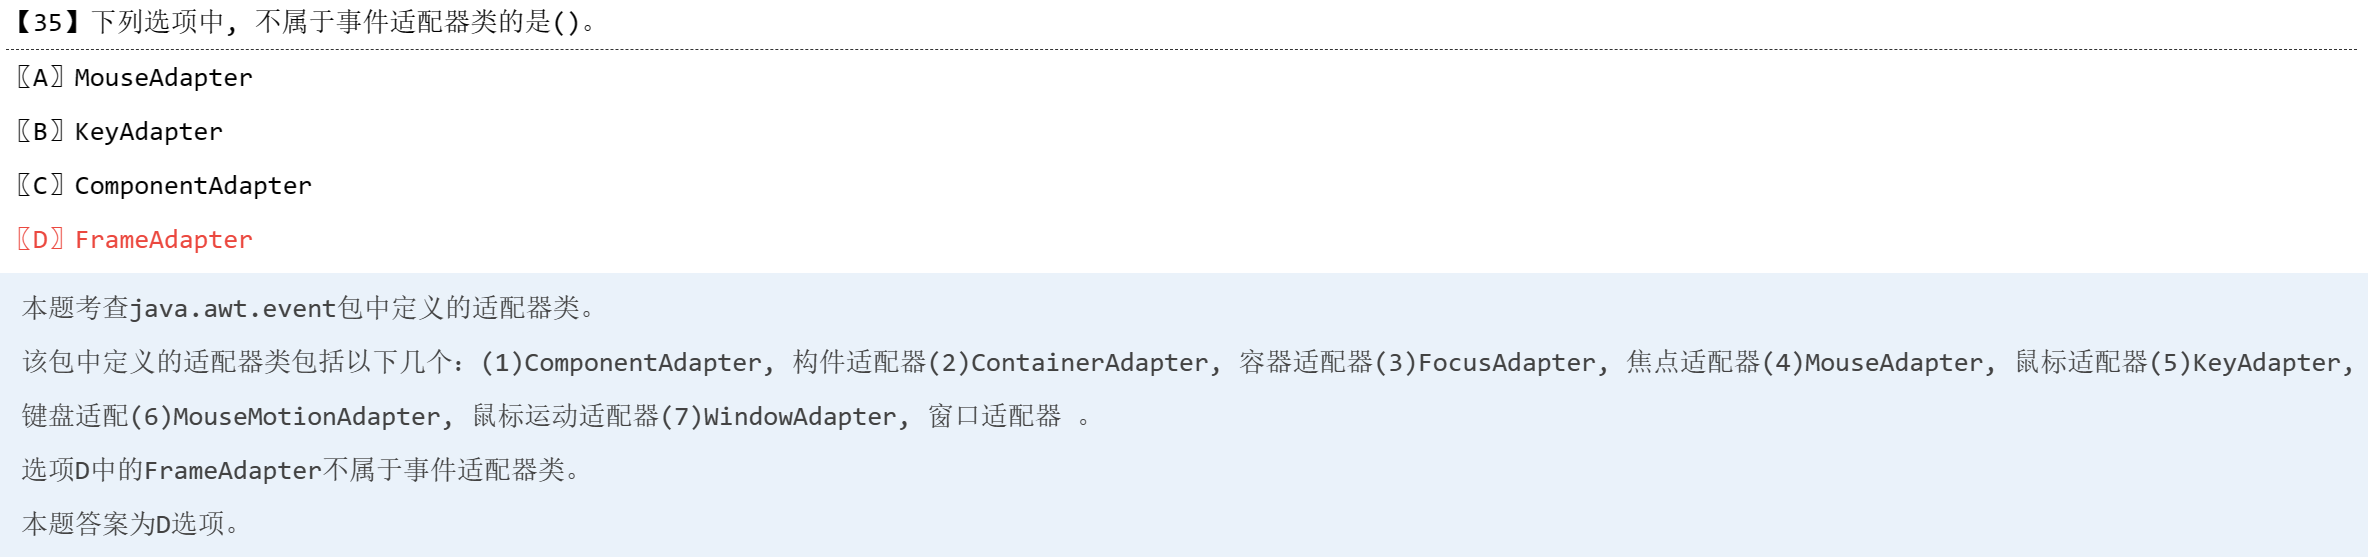 【35】下列选项中, 不属于事件适配器类的是()。
〖A〗MouseAdapter
〖B〗KeyAdapter
〖C〗ComponentAdapter
〖D〗FrameAdapter
本题考查java.awt.event包中定义的适配器类。
该包中定义的适配器类包括以下几个：(1)ComponentAdapter, 构件适配器(2)ContainerAdapter, 容器适配器(3)FocusAdapter, 焦点适配器(4)MouseAdapter, 鼠标适配器(5)KeyAdapter,
键盘适配(6)MouseMotionAdapter, 鼠标运动适配器(7)WindowAdapter, 窗口适配器 。
选项D中的FrameAdapter不属于事件适配器类。
本题答案为D选项。